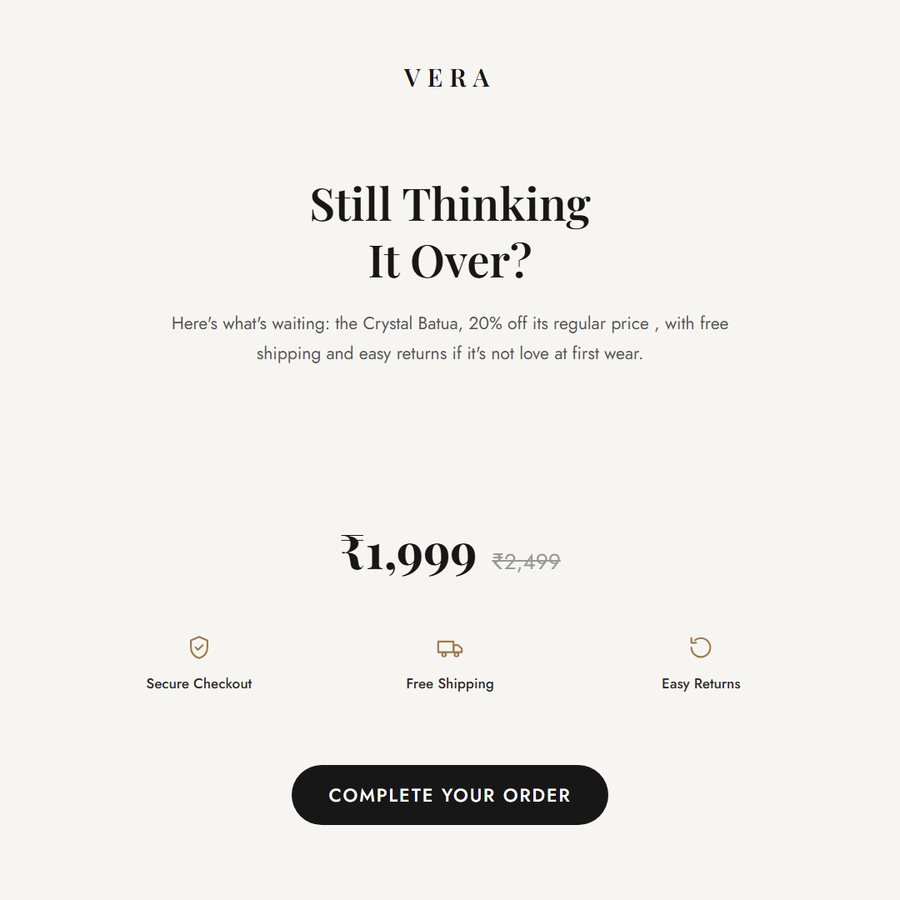 VERA
Still Thinking
It Over?
Here's what's waiting: the Crystal Batua, 20% off its regular price , with free
shipping and easy returns if it's not love at first wear.
₹1,999 ₹2,499
Secure Checkout
Free Shipping
Easy Returns
COMPLETE YOUR ORDER